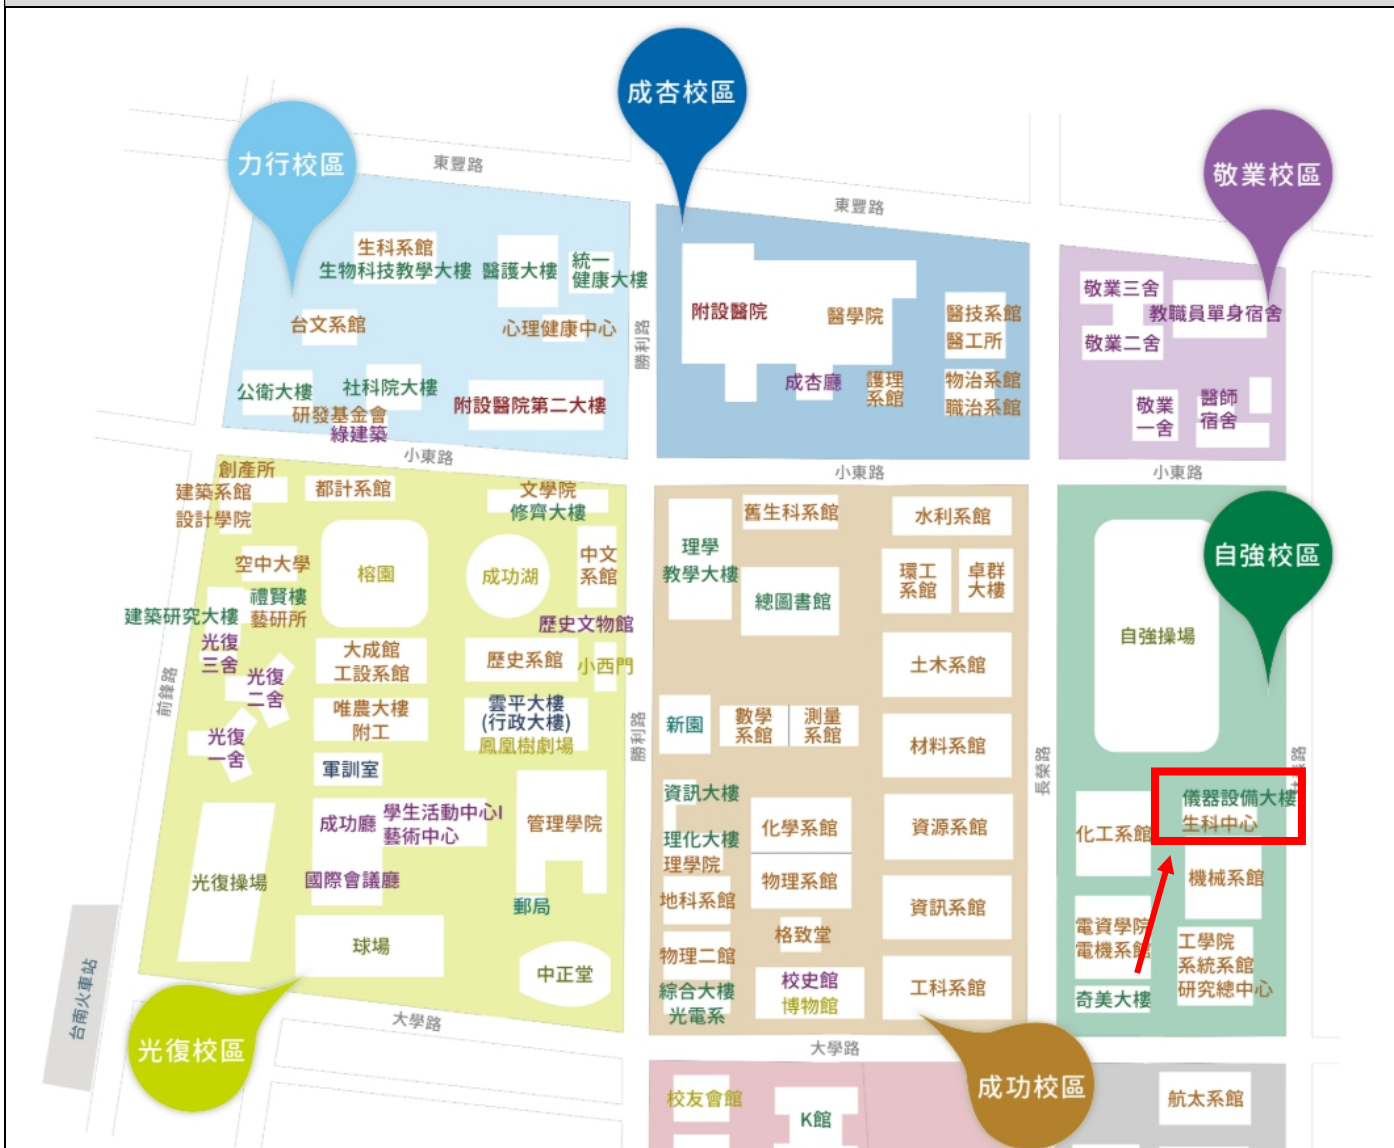 成杏校區
力行校區
敬業校區
東豐路
東豐路
生科系館
生物科技教學大樓
醫護大樓
統一
健康大樓
台文系館
心理健康中心
公衛大樓
社科院大樓
研發基金會
綠建築
附設醫院第二大樓
勝利路
附設醫院
醫學院
醫技系館
醫工所
成杏廳
護理
系館
物治系館
職治系館
敬業三舍
教職員單身宿舍
敬業二舍
敬業
一舍
醫師
宿舍
小東路
小東路
小東路
創產所
建築系館
設計學院
都計系館
文學院
修齊大樓
空中大學
榕園
成功湖
中文
系館
禮賢樓
藝研所
建築研究大樓
歷史文物館
光復
三舍
大成館
工設系館
歷史系館
小西門
光復
二舍
前鋒路
唯農大樓
附工
雲平大樓
(行政大樓)
鳳凰樹劇場
光復
一舍
軍訓室
勝利路
成功廳
學生活動中心I
藝術中心
管理學院
光復操場
國際會議廳
郵局
球場
中正堂
台南火車站
大學路
光復校區
舊生科系館
水利系館
理學
教學大樓
總圖書館
環工
系館
卓群
大樓
土木系館
新園
數學
系館
測量
系館
材料系館
資訊大樓
理化大樓
理學院
化學系館
資源系館
地科系館
物理系館
資訊系館
物理二館
格致堂
綜合大樓
光電系
校史館
博物館
工科系館
長榮路
大學路
成功校區
自強校區
自強操場
儀器設備大樓
生科中心
化工系館
機械系館
電資學院
電機系館
工學院
系統系館
研究總中心
奇美大樓
校友會館
K館
航太系館